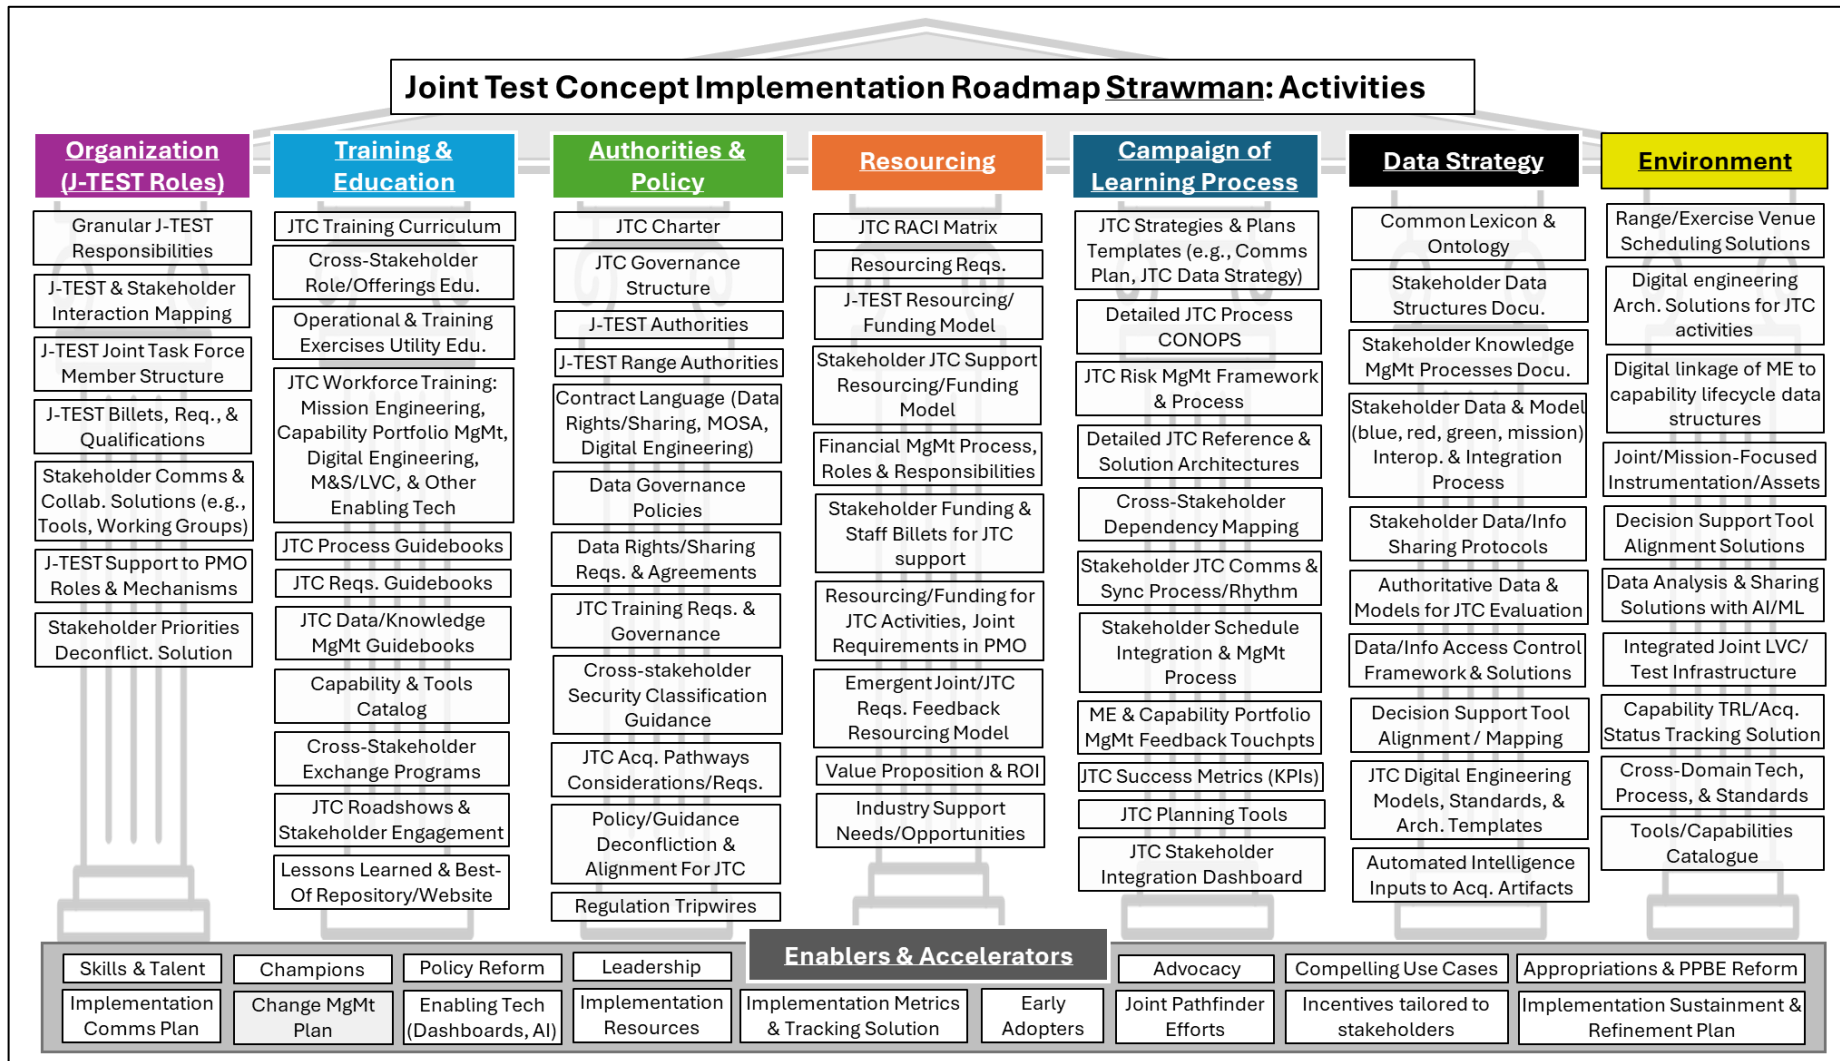 Joint Test Concept Implementation Roadmap Strawman: Activities
Organization
(J-TEST Roles)
Granular J-TEST
Responsibilities
J-TEST & Stakeholder
Interaction Mapping
J-TEST Joint Task Force
Member Structure
J-TEST Billets, Req., &
Qualifications
Stakeholder Comms &
Collab. Solutions (e.g.,
Tools, Working Groups)
J-TEST Support to PMO
Roles & Mechanisms
Stakeholder Priorities
Deconflict. Solution
Training &
Education
JTC Training Curriculum
Cross-Stakeholder
Role/Offerings Edu.
Operational & Training
Exercises Utility Edu.
JTC Workforce Training:
Mission Engineering,
Capability Portfolio MgMt,
Digital Engineering,
M&S/LVC, & Other
Enabling Tech
JTC Process Guidebooks
JTC Reqs. Guidebooks
JTC Data/Knowledge
MgMt Guidebooks
Capability & Tools
Catalog
Cross-Stakeholder
Exchange Programs
JTC Roadshows &
Stakeholder Engagement
Lessons Learned & Best-
Of Repository/Website
Authorities &
Policy
JTC Charter
JTC Governance
Structure
J-TEST Authorities
J-TEST Range Authorities
Contract Language (Data
Rights/Sharing, MOSA,
Digital Engineering)
Data Governance
Policies
Data Rights/Sharing
Reqs. & Agreements
JTC Training Reqs. &
Governance
Cross-stakeholder
Security Classification
Guidance
JTC Acq. Pathways
Considerations/Reqs.
Policy/Guidance
Deconfliction &
Alignment For JTC
Regulation Tripwires
Resourcing
JTC RACI Matrix
Resourcing Reqs.
J-TEST Resourcing/
Funding Model
Stakeholder JTC Support
Resourcing/Funding
Model
Financial MgMt Process,
Roles & Responsibilities
Stakeholder Funding &
Staff Billets for JTC
support
Resourcing/Funding for
JTC Activities, Joint
Requirements in PMO
Emergent Joint/JTC
Reqs. Feedback
Resourcing Model
Value Proposition & ROI
Industry Support
Needs/Opportunities
Campaign of
Learning Process
JTC Strategies & Plans
Templates (e.g., Comms
Plan, JTC Data Strategy)
Detailed JTC Process
CONOPS
JTC Risk MgMt Framework
& Process
Detailed JTC Reference &
Solution Architectures
Cross-Stakeholder
Dependency Mapping
Stakeholder JTC Comms &
Sync Process/Rhythm
Stakeholder Schedule
Integration & MgMt
Process
ME & Capability Portfolio
MgMt Feedback Touchpts
JTC Success Metrics (KPIs)
JTC Planning Tools
JTC Stakeholder
Integration Dashboard
Data Strategy
Common Lexicon &
Ontology
Stakeholder Data
Structures Docu.
Stakeholder Knowledge
MgMt Processes Docu.
Stakeholder Data & Model
(blue, red, green, mission)
Interop. & Integration
Process
Stakeholder Data/Info
Sharing Protocols
Authoritative Data &
Models for JTC Evaluation
Data/Info Access Control
Framework & Solutions
Decision Support Tool
Alignment / Mapping
JTC Digital Engineering
Models, Standards, &
Arch. Templates
Automated Intelligence
Inputs to Acq. Artifacts
Environment
Range/Exercise Venue
Scheduling Solutions
Digital engineering
Arch. Solutions for JTC
activities
Digital linkage of ME to
capability lifecycle data
structures
Joint/Mission-Focused
Instrumentation/Assets
Decision Support Tool
Alignment Solutions
Data Analysis & Sharing
Solutions with AI/ML
Integrated Joint LVC/
Test Infrastructure
Capability TRL/Acq.
Status Tracking Solution
Cross-Domain Tech,
Process, & Standards
Tools/Capabilities
Catalogue
Enablers & Accelerators
Skills & Talent
Champions
Policy Reform
Leadership
Advocacy
Compelling Use Cases
Appropriations & PPBE Reform
Implementation
Comms Plan
Change MgMt
Plan
Enabling Tech
(Dashboards, AI)
Implementation
Resources
Implementation Metrics
& Tracking Solution
Early
Adopters
Joint Pathfinder
Efforts
Incentives tailored to
stakeholders
Implementation Sustainment &
Refinement Plan